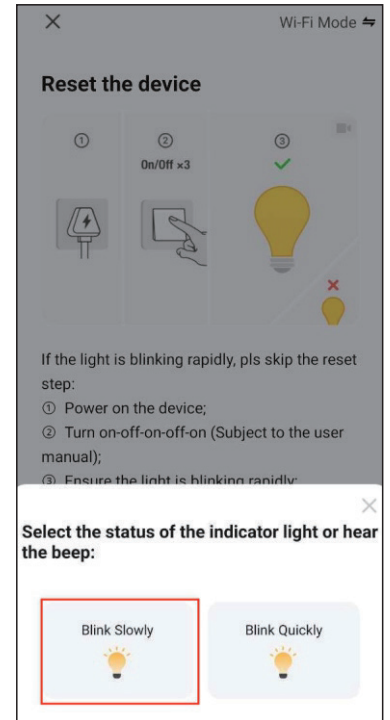 Wi-Fi Mode ⇋
Reset the device
①
②
③
On/Off ×3
If the light is blinking rapidly, pls skip the reset
step:
① Power on the device;
② Turn on-off-on-off-on (Subject to the user
manual);
③ Ensure the light is blinking rapidly;
Select the status of the indicator light or hear
the beep:
Blink Slowly
Blink Quickly